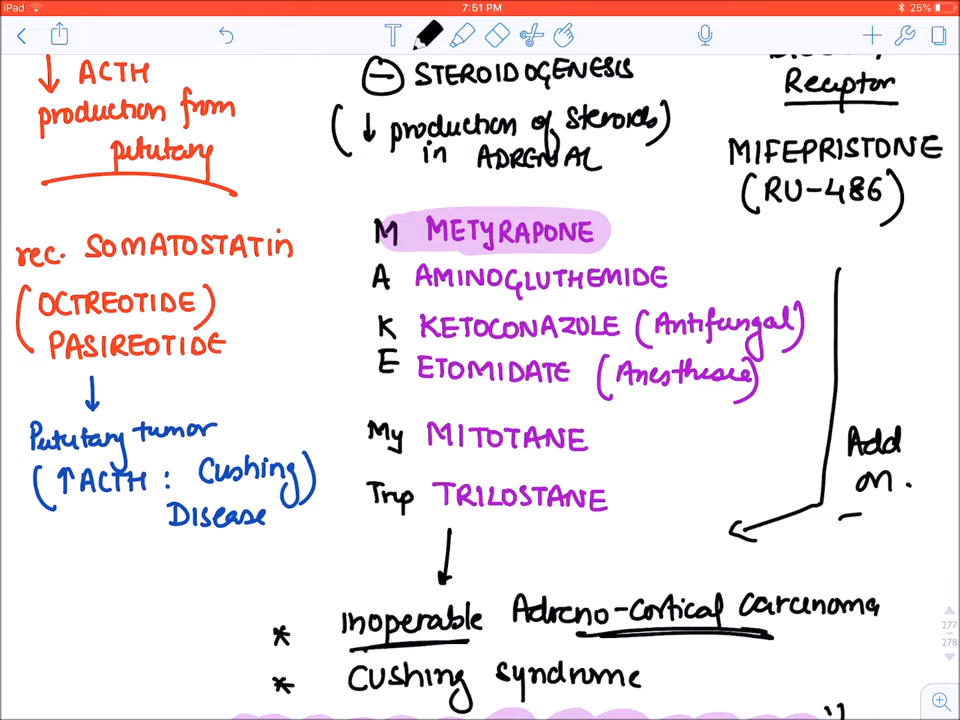 iPad
7:51 PM
25%
T
↓ ACTH
production from
pitutary
rec. SOMATOSTATin
(OCTREOTIDE)
PASIREOTIDE
↓
Pututary tumor
(↑ACTH : Cushing
Disease)
⊖ STEROIDOGENESIS
(↓ production of steroids)
in ADRENAL
M METYRAPONE
A AMINOGLUTHEMIDE
K KETOCONAZOLE (Antifungal)
E ETOMIDATE (Anesthesia)
My MITOTANE
Trip TRILOSTANE
↓
* Inoperable Adreno-cortical carcinoma
* Cushing syndrome
Receptor
MIFEPRISTONE
(RU-486)
Add
on.
277
278